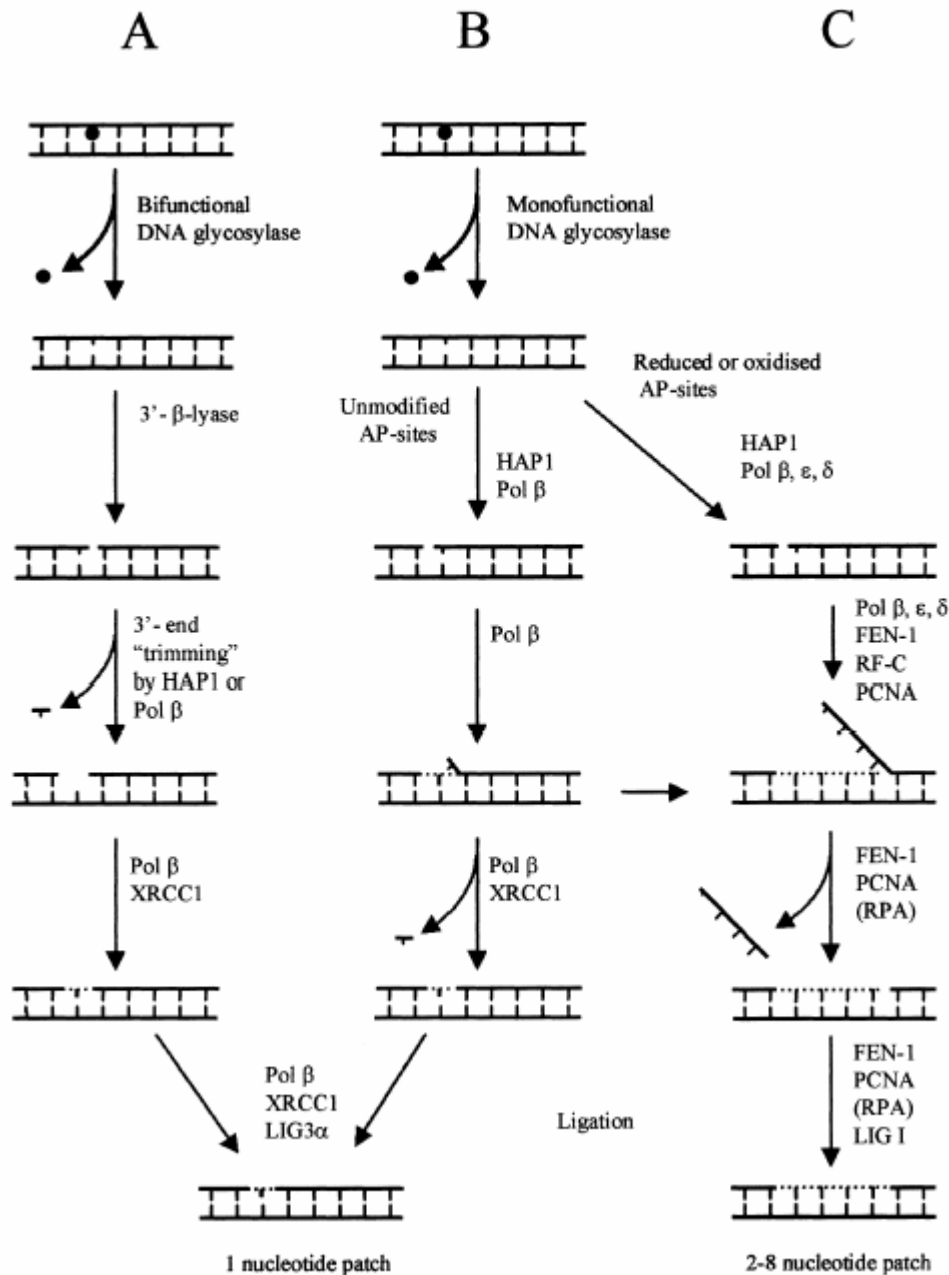 A
B
C
Bifunctional
DNA glycosylase
Monofunctional
DNA glycosylase
3'- β-lyase
Unmodified
AP-sites
HAP1
Pol β
Reduced or oxidised
AP-sites
HAP1
Pol β, ε, δ
3'- end
"trimming"
by HAP1 or
Pol β
Pol β
Pol β, ε, δ
FEN-1
RF-C
PCNA
Pol β
XRCC1
Pol β
XRCC1
FEN-1
PCNA
(RPA)
Pol β
XRCC1
LIG3α
Ligation
FEN-1
PCNA
(RPA)
LIG I
1 nucleotide patch
2-8 nucleotide patch